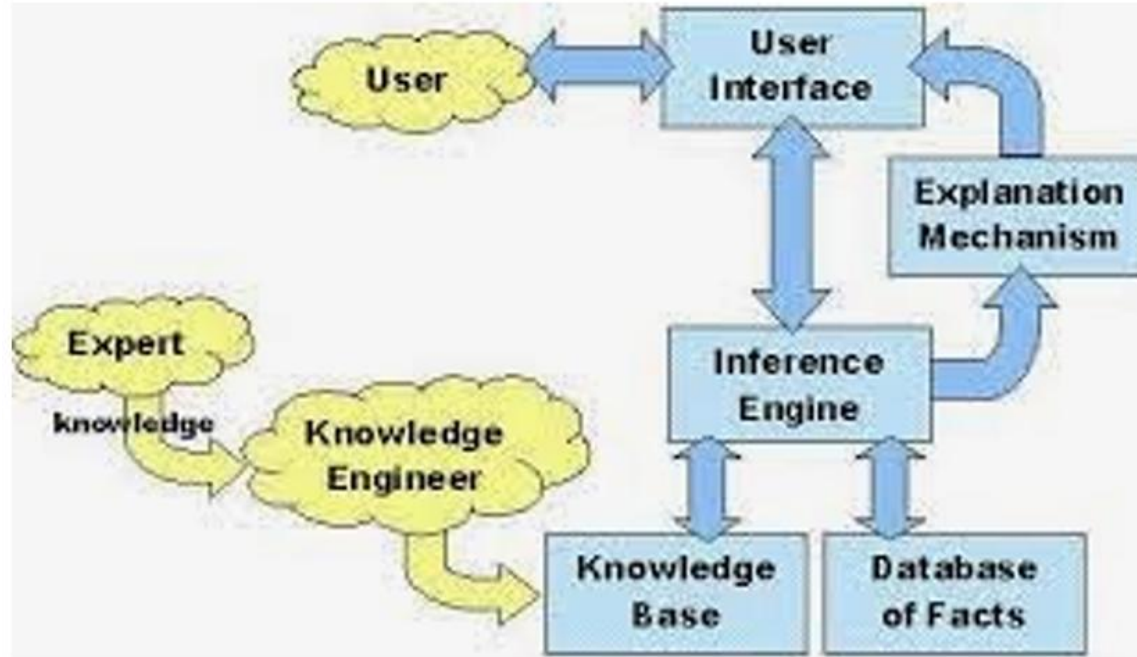 User
User
Interface
Explanation
Mechanism
Expert
knowledge
Knowledge
Engineer
Inference
Engine
Knowledge
Base
Database
of Facts